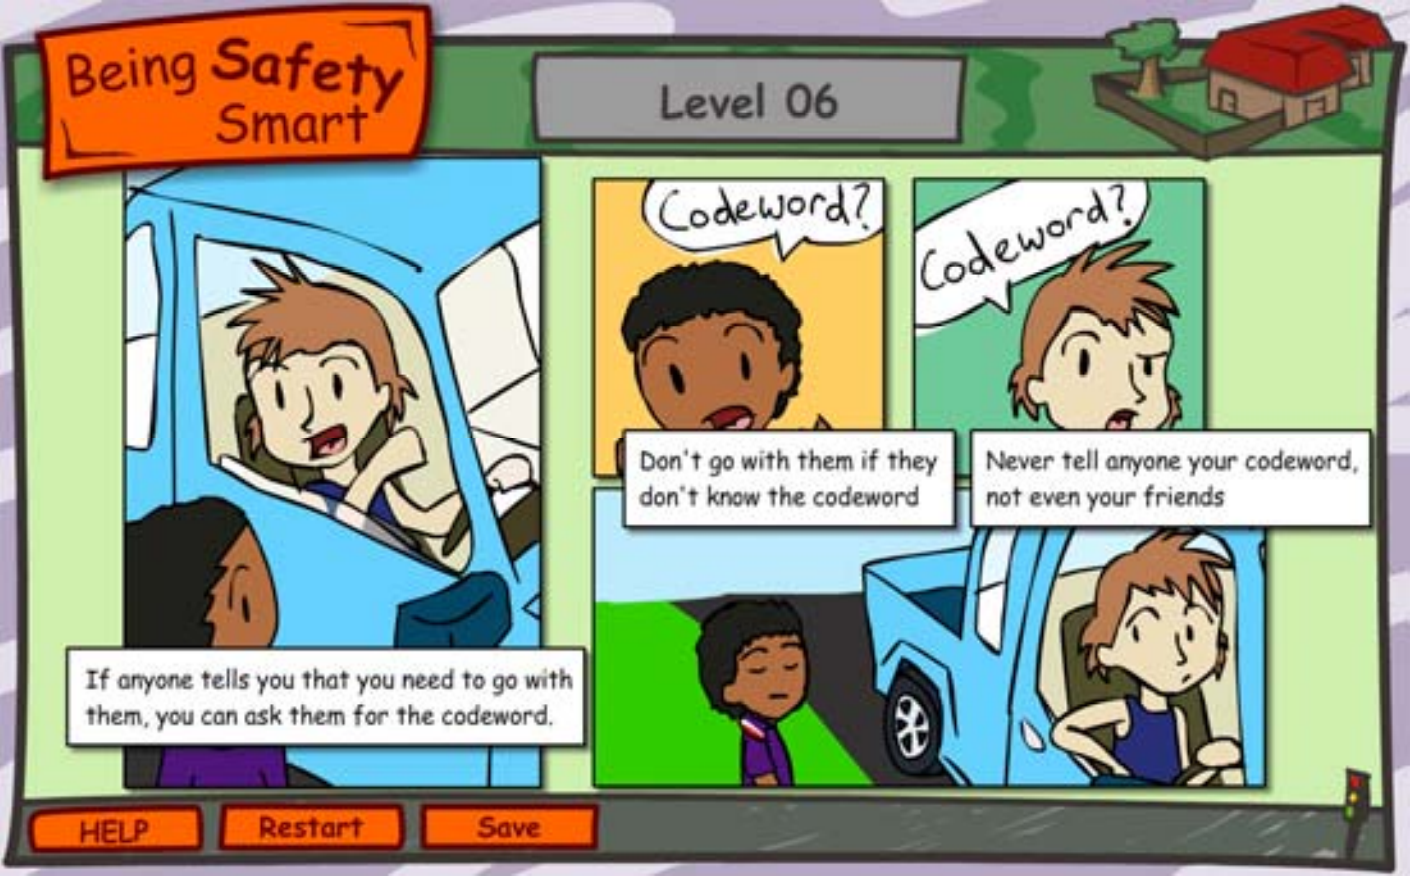 Being Safety
Smart
Level 06
Codeword?
Codeword?
Don't go with them if they
don't know the codeword
Never tell anyone your codeword,
not even your friends
If anyone tells you that you need to go with
them, you can ask them for the codeword.
HELP
Restart
Save